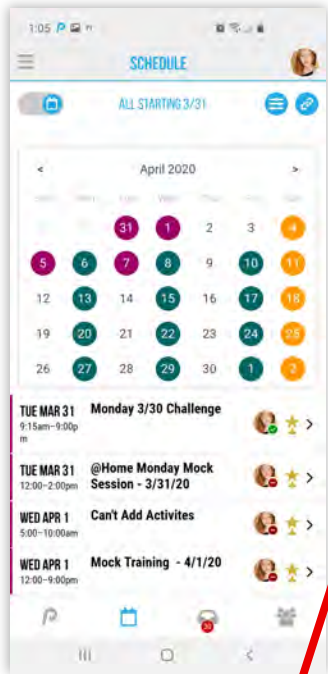 1:05
SCHEDULE
ALL STARTING 3/31
< April 2020 >
31 1 2 3 4
5 6 7 8 9 10 11
12 13 14 15 16 17 18
19 20 21 22 23 24 25
26 27 28 29 30 1 2
TUE MAR 31 Monday 3/30 Challenge
9:15am-9:00p
m
TUE MAR 31 @Home Monday Mock
12:00-2:00pm Session - 3/31/20
WED APR 1 Can't Add Activites
5:00-10:00am
WED APR 1 Mock Training - 4/1/20
12:00-9:00pm